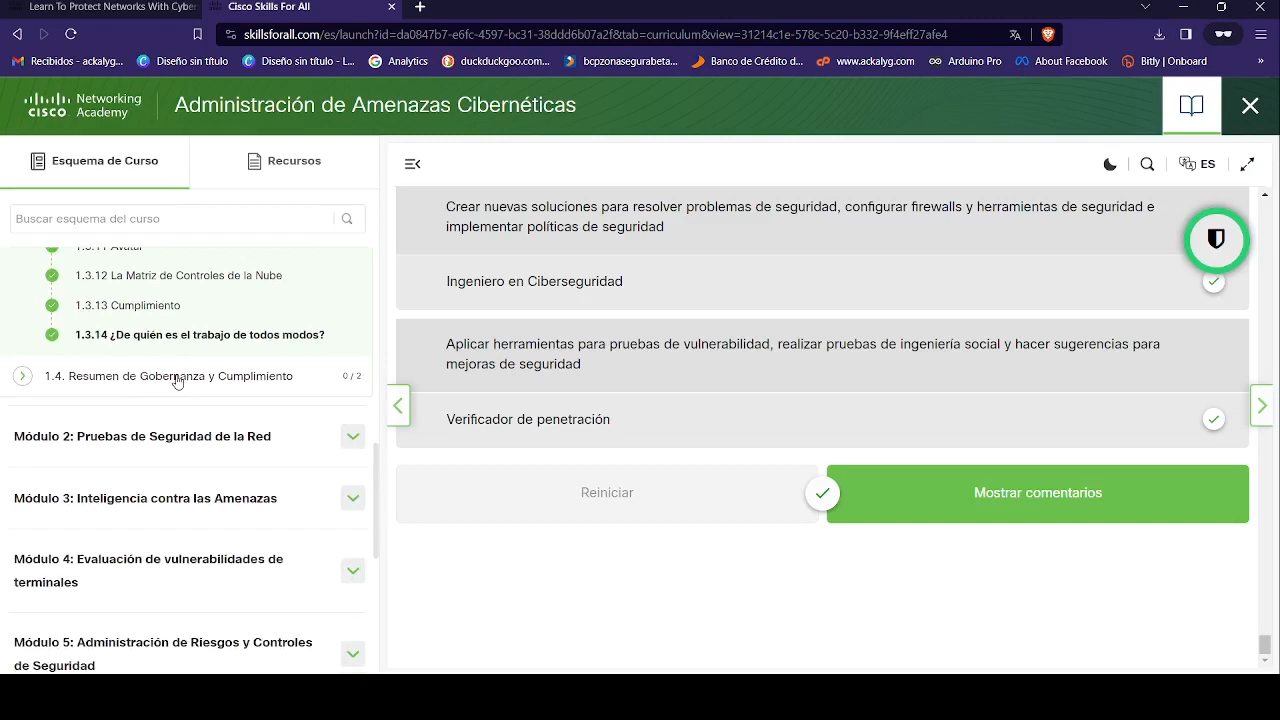 Learn To Protect Networks With Cyber
Cisco Skills For All
skillsforall.com/es/launch?id=da0847b7-e6fc-4597-bc31-38ddd6b07a2f&tab=curriculum&view=31214c1e-578c-5c20-b332-9f4eff27afe4
Recibidos - ackalyg...
Diseño sin título
Diseño sin título - L...
Analytics
duckduckgoo.com...
bcpzonasegurabeta...
Banco de Crédito d...
www.ackalyg.com
Arduino Pro
About Facebook
Bitly | Onboard
»
cisco
Networking
Academy
Administración de Amenazas Cibernéticas
Esquema de Curso
Recursos
ES
Buscar esquema del curso
1.3.11 Avatar
1.3.12 La Matriz de Controles de la Nube
1.3.13 Cumplimiento
1.3.14 ¿De quién es el trabajo de todos modos?
1.4. Resumen de Gobernanza y Cumplimiento
0 / 2
Módulo 2: Pruebas de Seguridad de la Red
Módulo 3: Inteligencia contra las Amenazas
Módulo 4: Evaluación de vulnerabilidades de
terminales
Módulo 5: Administración de Riesgos y Controles
de Seguridad
Crear nuevas soluciones para resolver problemas de seguridad, configurar firewalls y herramientas de seguridad e
implementar políticas de seguridad
Ingeniero en Ciberseguridad
Aplicar herramientas para pruebas de vulnerabilidad, realizar pruebas de ingeniería social y hacer sugerencias para
mejoras de seguridad
Verificador de penetración
Reiniciar
Mostrar comentarios